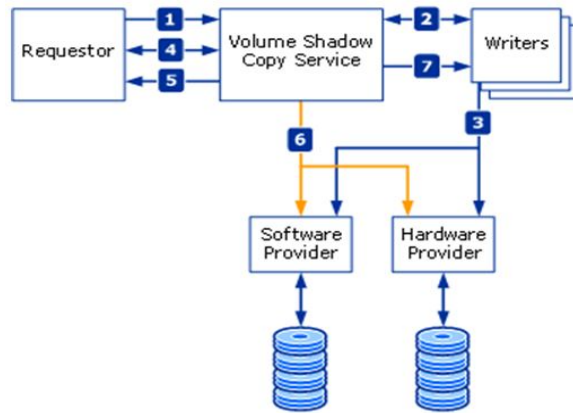 1
2
Requestor
4
Volume Shadow
Copy Service
Writers
5
7
3
6
Software
Provider
Hardware
Provider